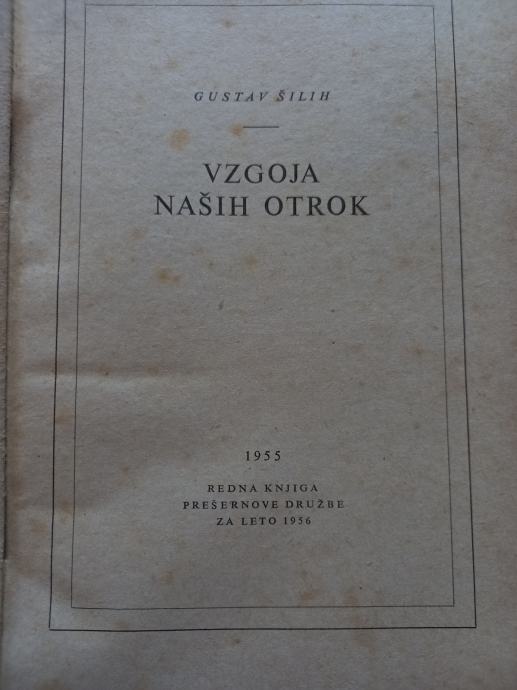 GUSTAV ŠILIH
VZGOJA
NAŠIH OTROK
1955
REDNA KNJIGA
PREŠERNOVE DRUŽBE
ZA LETO 1956